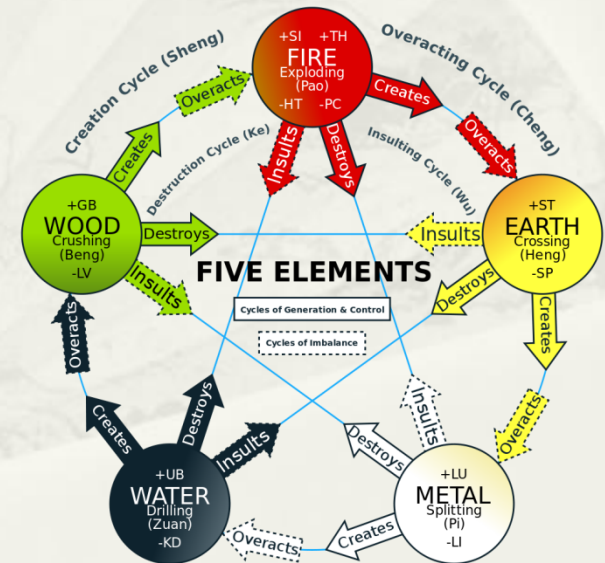 Creation Cycle (Sheng)
Overacting Cycle (Cheng)
+SI +TH
FIRE
Exploding
(Pao)
-HT -PC
Overacts
Creates
Creates
Overacts
Destruction Cycle (Ke)
Insulting Cycle (Wu)
Insults
Destroys
+GB
WOOD
Crushing
(Beng)
-LV
Destroys
Insults
Insults
Destroys
+ST
EARTH
Crossing
(Heng)
-SP
FIVE ELEMENTS
Cycles of Generation & Control
Cycles of Imbalance
Overacts
Creates
Creates
Overacts
Destroys
Insults
Insults
Destroys
+UB
WATER
Drilling
(Zuan)
-KD
+LU
METAL
Splitting
(Pi)
-LI
Overacts
Creates